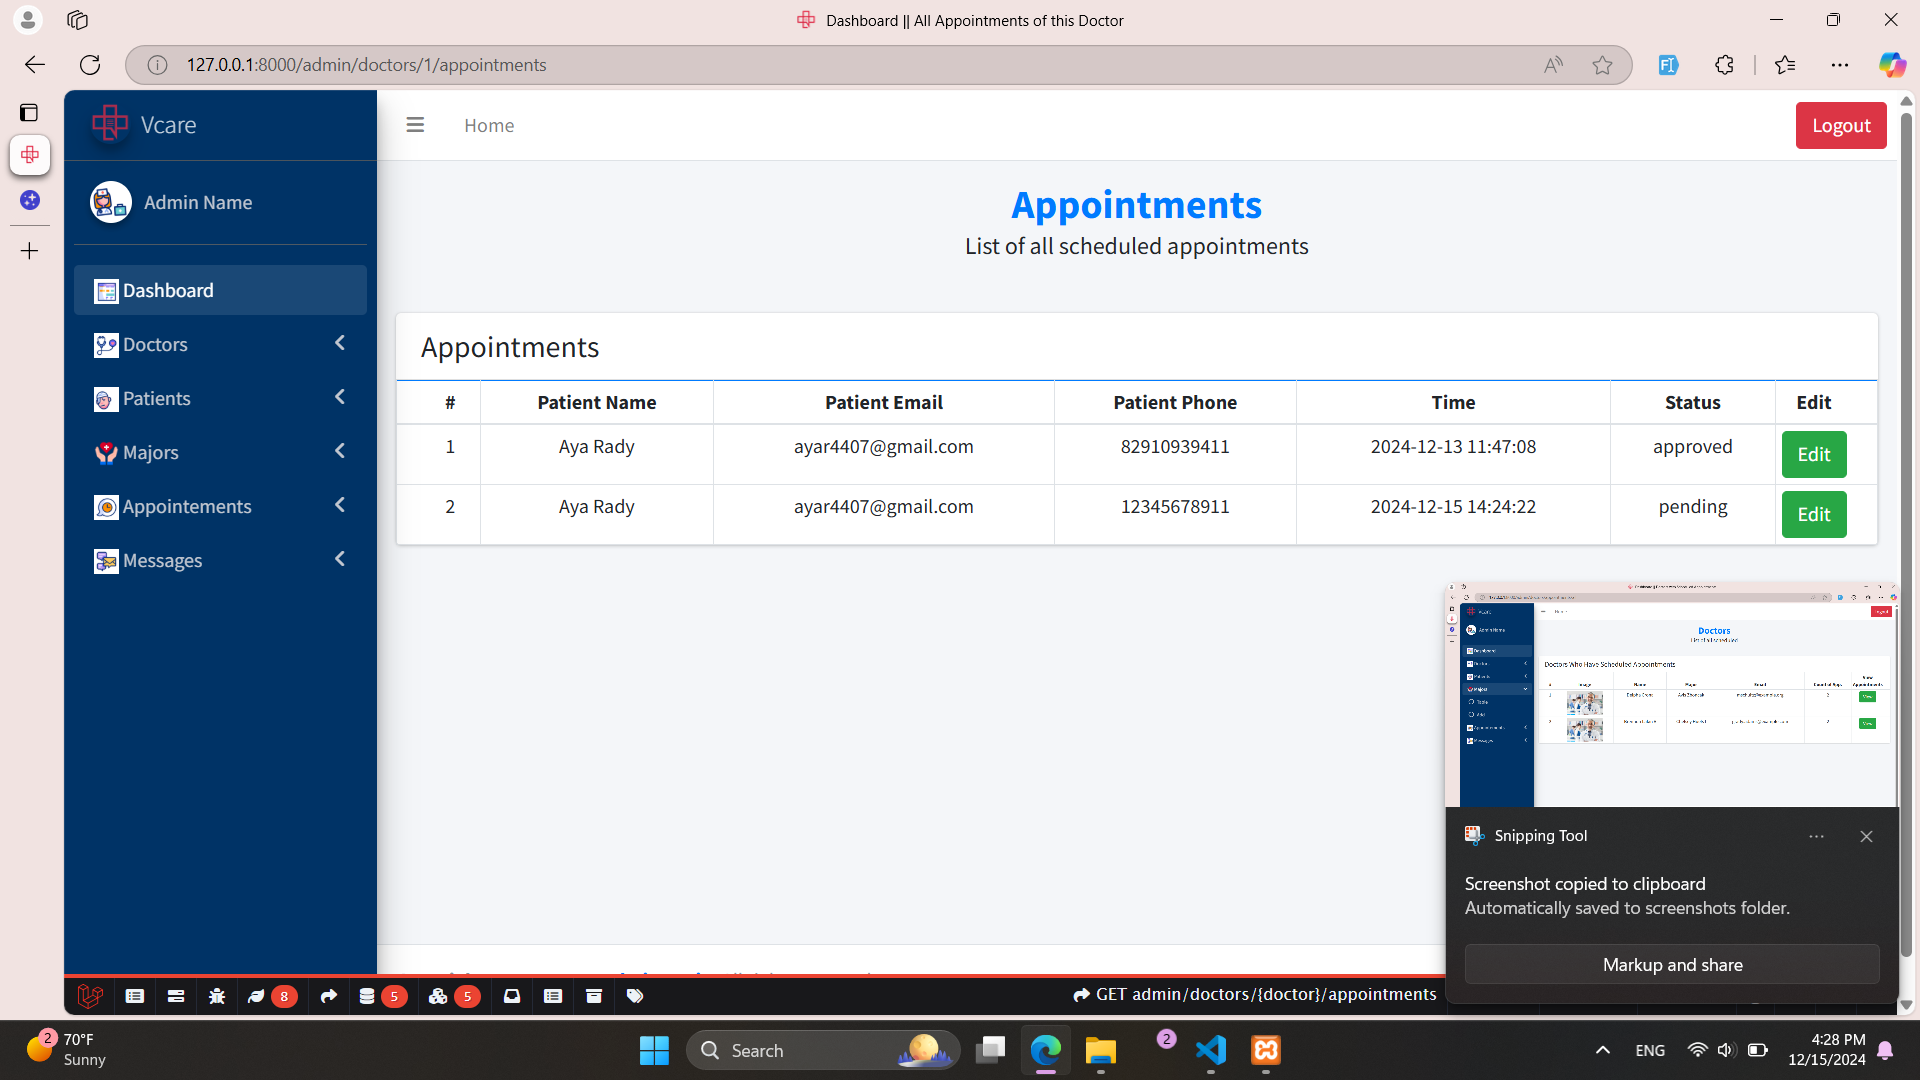 Dashboard || All Appointments of this Doctor
127.0.0.1:8000/admin/doctors/1/appointments
Vcare
Home
Logout
Admin Name
Appointments
List of all scheduled appointments
Dashboard
Doctors
Patients
Majors
Appointements
Messages
Appointments
# Patient Name Patient Email Patient Phone Time Status Edit
1 Aya Rady ayar4407@gmail.com 82910939411 2024-12-13 11:47:08 approved Edit
2 Aya Rady ayar4407@gmail.com 12345678911 2024-12-15 14:24:22 pending Edit
Doctors
List of all scheduled
Doctors Who Have Scheduled Appointments
Snipping Tool
Screenshot copied to clipboard
Automatically saved to screenshots folder.
Markup and share
8
5
5
GET admin/doctors/{doctor}/appointments
2
70°F
Sunny
Search
2
ENG
4:28 PM
12/15/2024